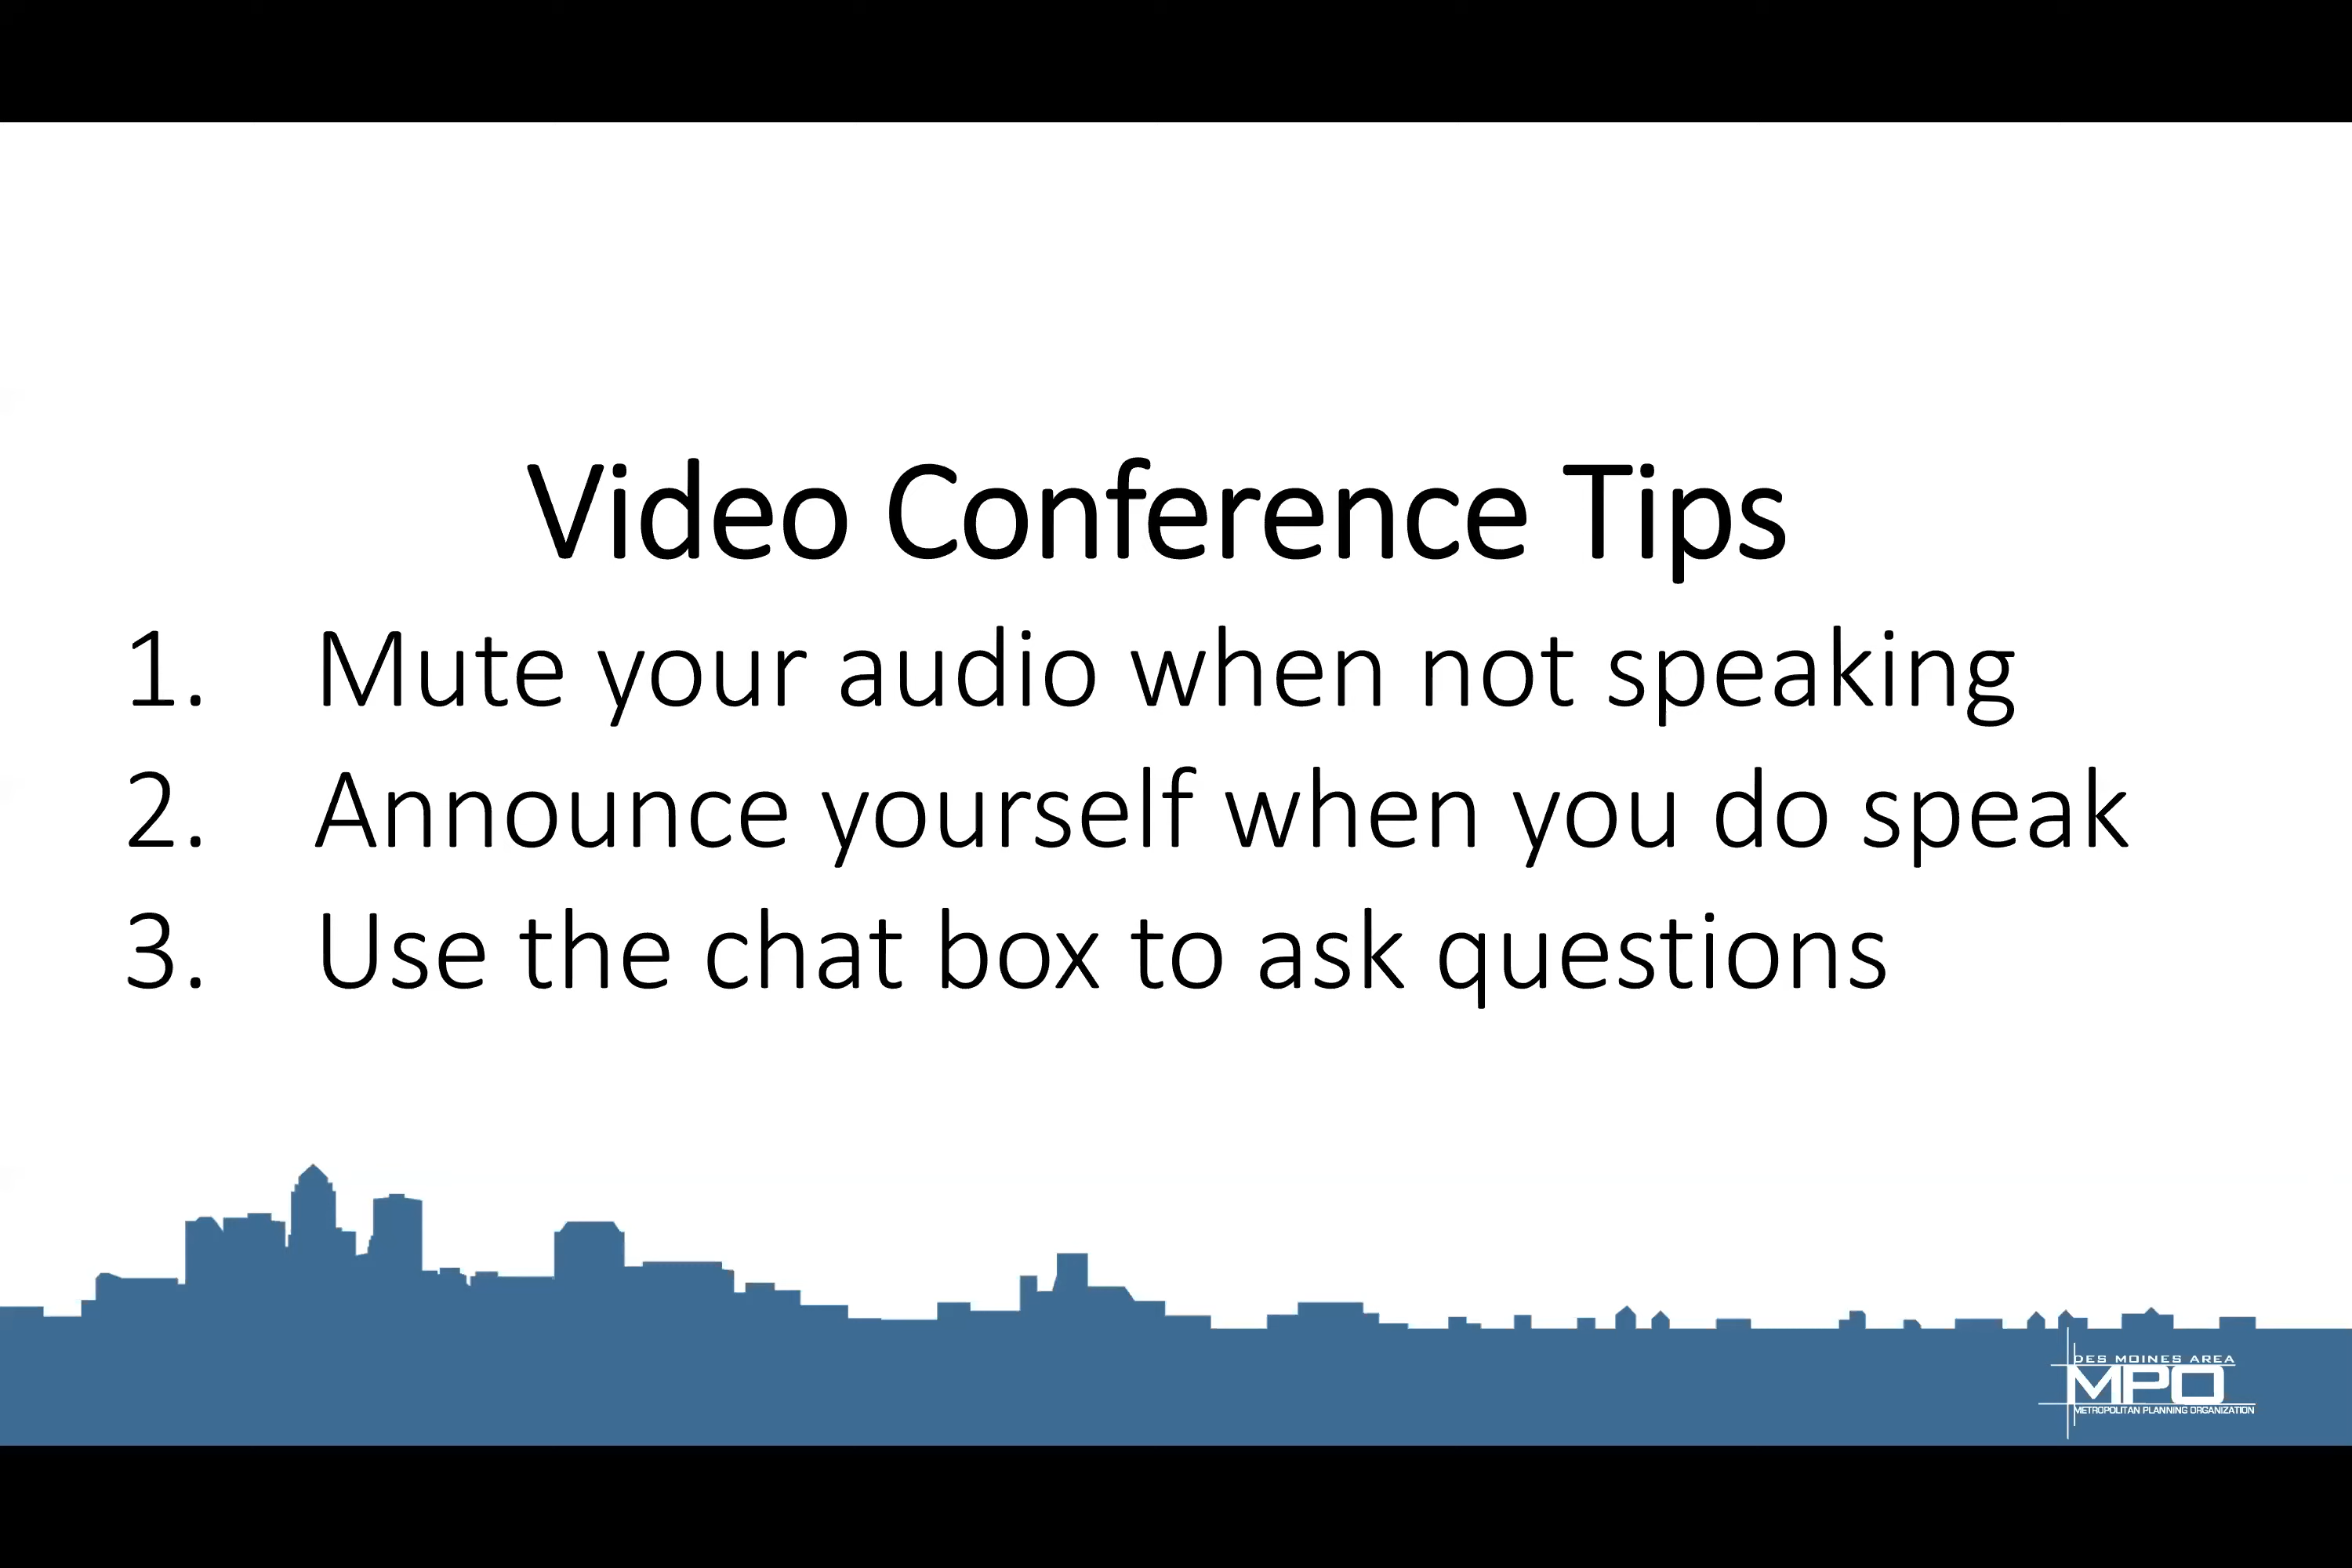 Video Conference Tips
1. Mute your audio when not speaking
2. Announce yourself when you do speak
3. Use the chat box to ask questions
DES MOINES AREA
MPO
METROPOLITAN PLANNING ORGANIZATION